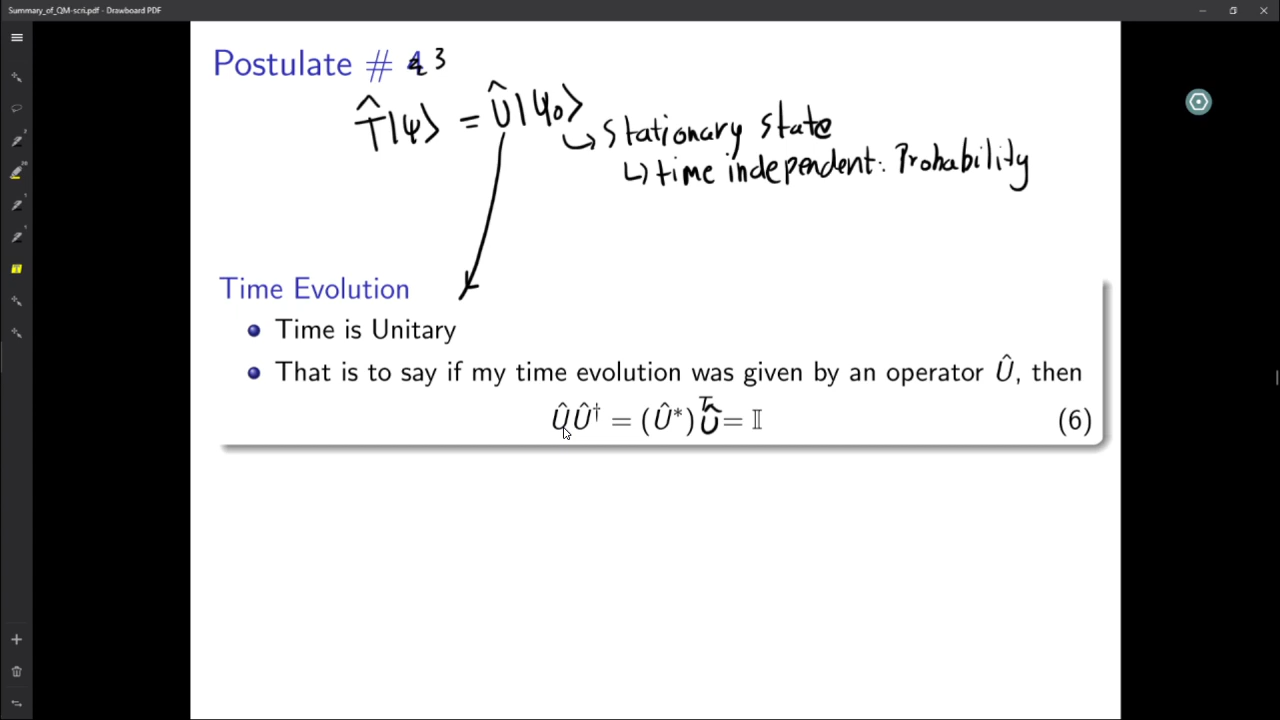 Summary_of_QM-scri.pdf - Drawboard PDF
Postulate # 4 3
T̂|ψ⟩ = Û|ψ₀⟩
↳ Stationary state
↳ time independent: Probability
Time Evolution
Time is Unitary
That is to say if my time evolution was given by an operator Û, then
ÛÛ† = (Û*)ᵀÛ = 𝕀 (6)